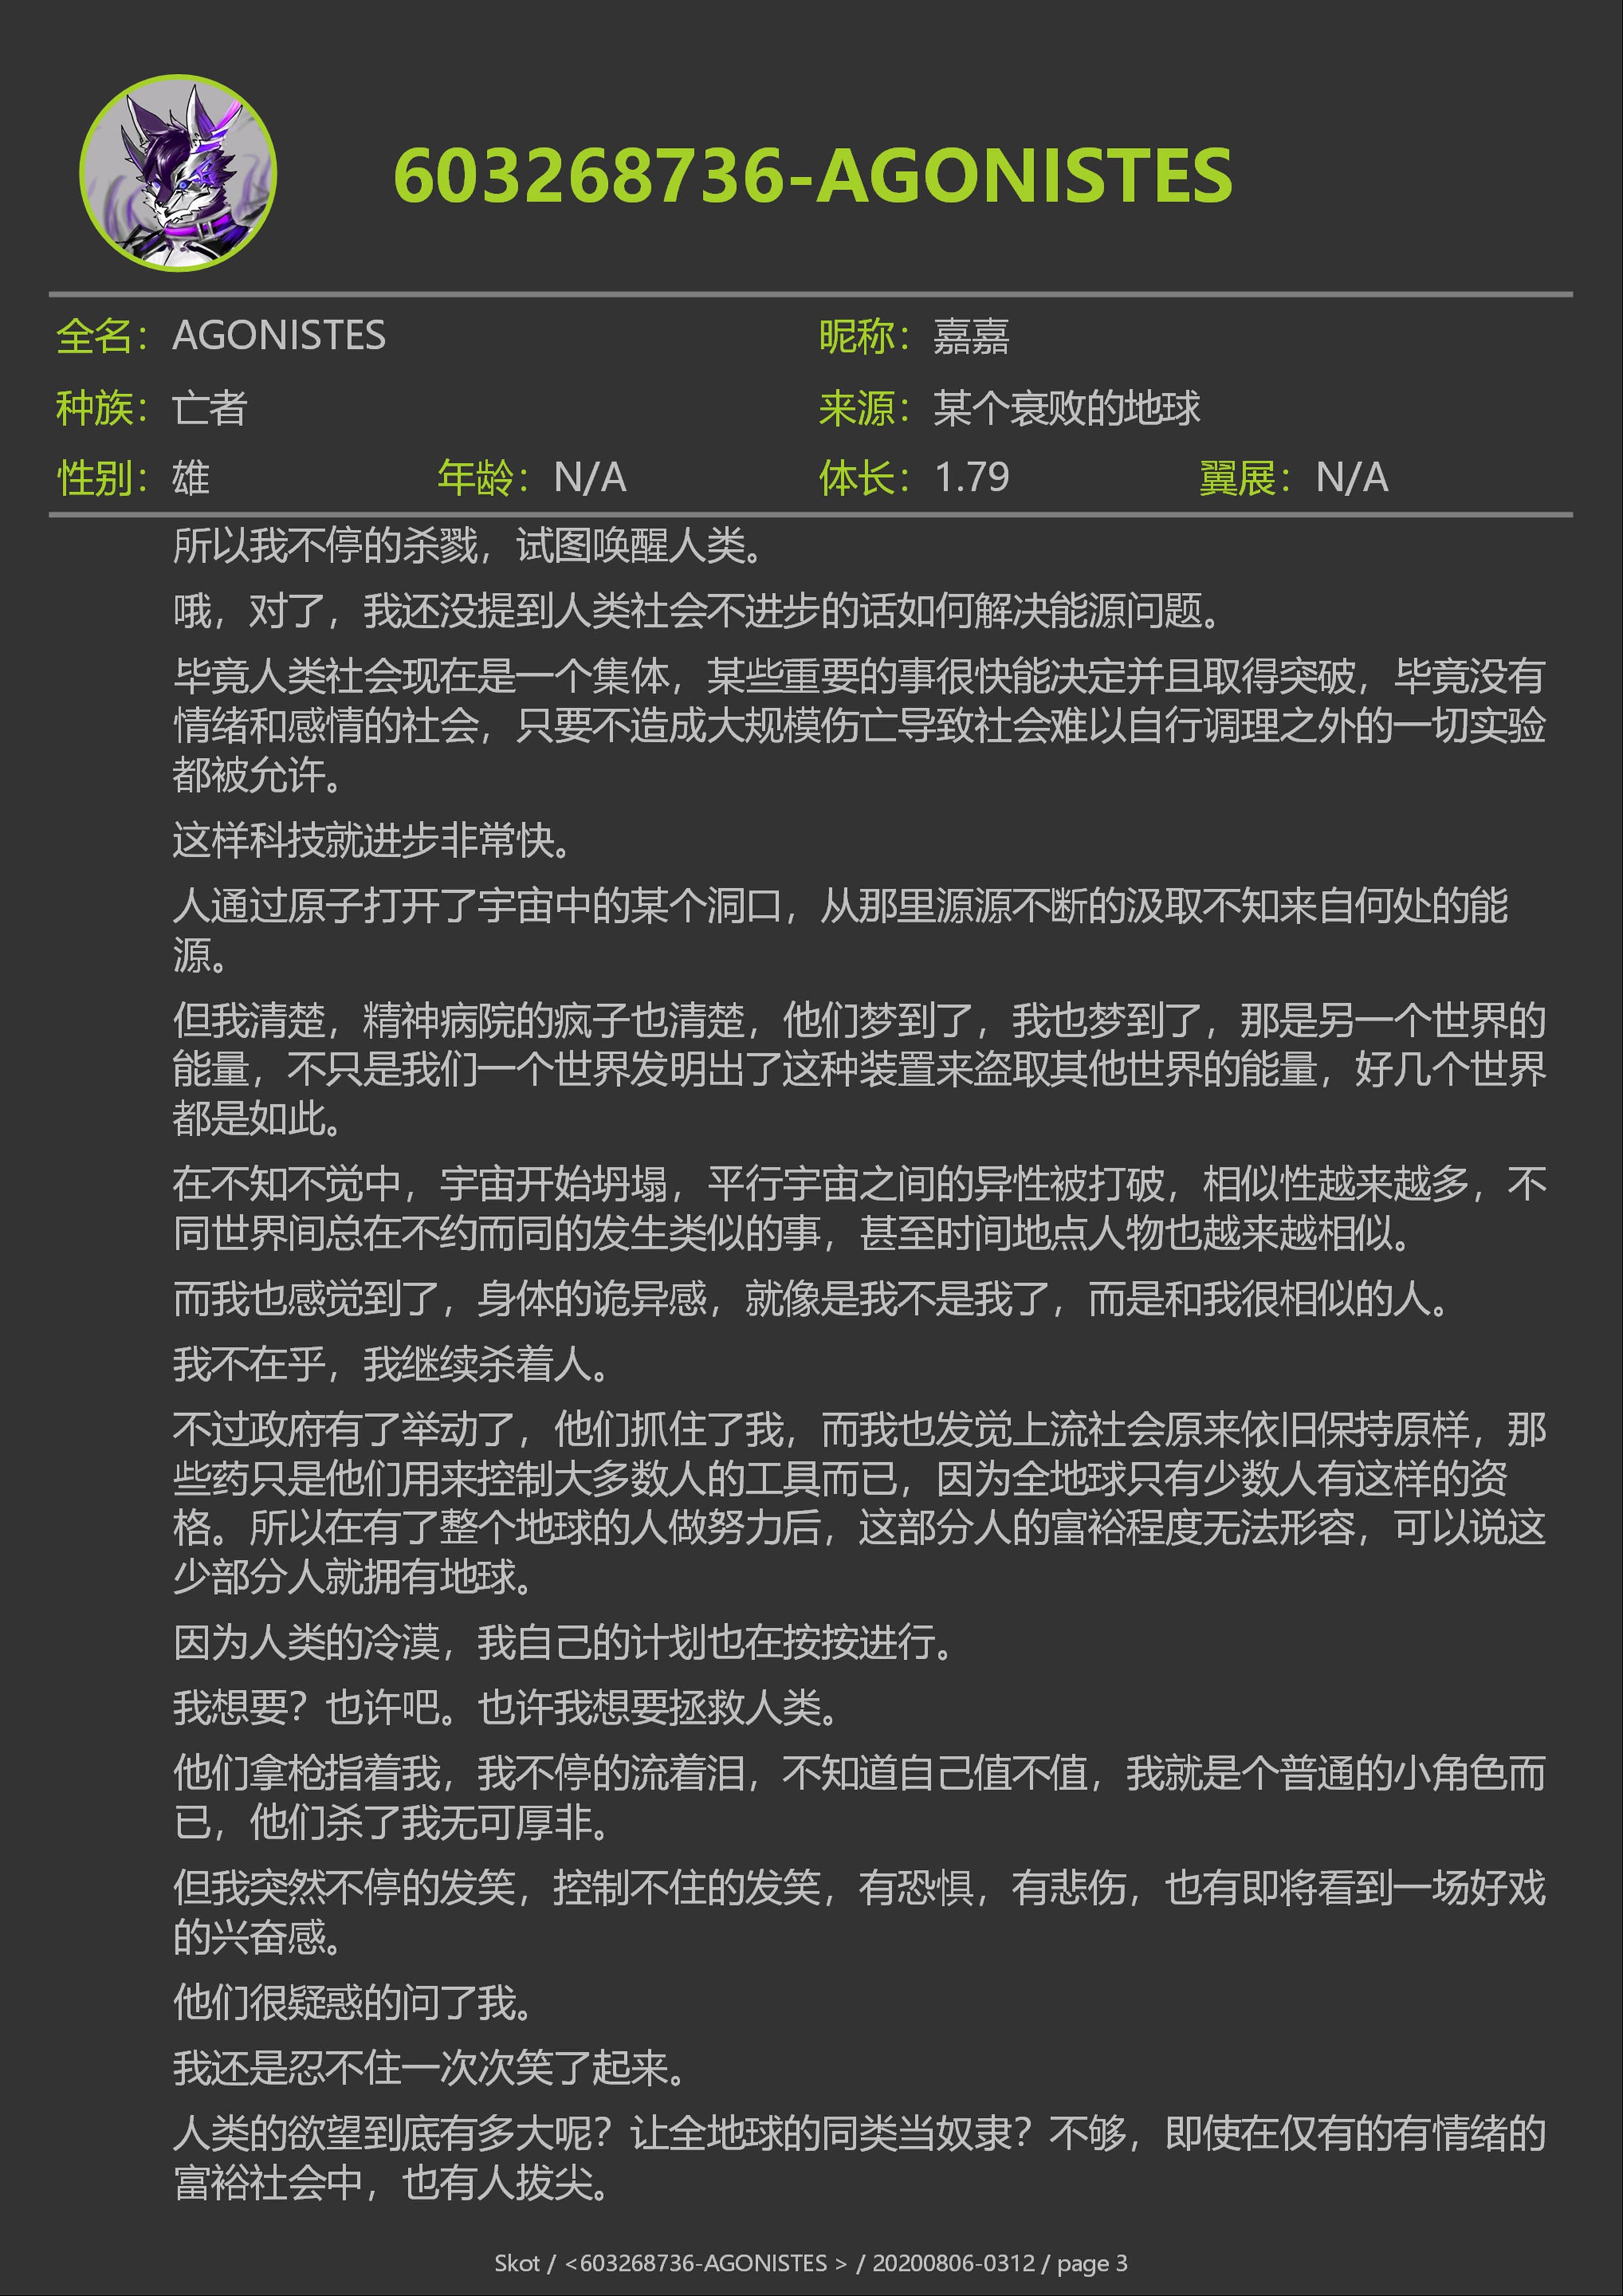 603268736-AGONISTES
全名：AGONISTES 昵称：嘉嘉
种族：亡者 来源：某个衰败的地球
性别：雄 年龄：N/A 体长：1.79 翼展：N/A
所以我不停的杀戮，试图唤醒人类。
哦，对了，我还没提到人类社会不进步的话如何解决能源问题。
毕竟人类社会现在是一个集体，某些重要的事很快能决定并且取得突破，毕竟没有
情绪和感情的社会，只要不造成大规模伤亡导致社会难以自行调理之外的一切实验
都被允许。
这样科技就进步非常快。
人通过原子打开了宇宙中的某个洞口，从那里源源不断的汲取不知来自何处的能
源。
但我清楚，精神病院的疯子也清楚，他们梦到了，我也梦到了，那是另一个世界的
能量，不只是我们一个世界发明出了这种装置来盗取其他世界的能量，好几个世界
都是如此。
在不知不觉中，宇宙开始坍塌，平行宇宙之间的异性被打破，相似性越来越多，不
同世界间总在不约而同的发生类似的事，甚至时间地点人物也越来越相似。
而我也感觉到了，身体的诡异感，就像是我不是我了，而是和我很相似的人。
我不在乎，我继续杀着人。
不过政府有了举动了，他们抓住了我，而我也发觉上流社会原来依旧保持原样，那
些药只是他们用来控制大多数人的工具而已，因为全地球只有少数人有这样的资
格。所以在有了整个地球的人做努力后，这部分人的富裕程度无法形容，可以说这
少部分人就拥有地球。
因为人类的冷漠，我自己的计划也在按按进行。
我想要？也许吧。也许我想要拯救人类。
他们拿枪指着我，我不停的流着泪，不知道自己值不值，我就是个普通的小角色而
已，他们杀了我无可厚非。
但我突然不停的发笑，控制不住的发笑，有恐惧，有悲伤，也有即将看到一场好戏
的兴奋感。
他们很疑惑的问了我。
我还是忍不住一次次笑了起来。
人类的欲望到底有多大呢？让全地球的同类当奴隶？不够，即使在仅有的有情绪的
富裕社会中，也有人拔尖。
Skot / <603268736-AGONISTES > / 20200806-0312 / page 3